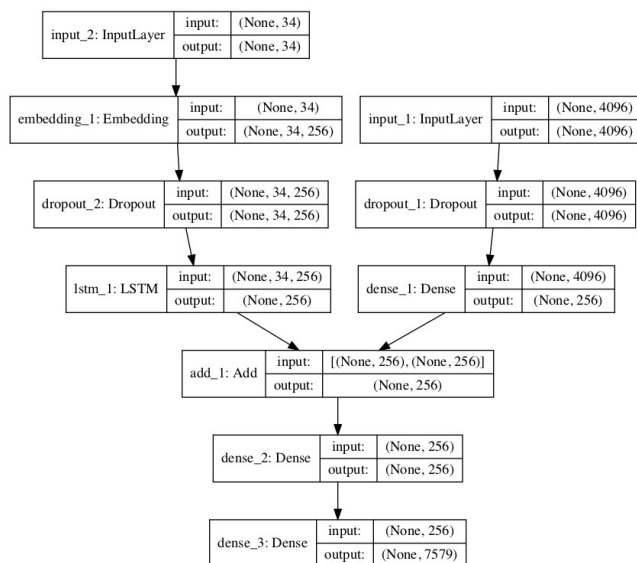 input_2: InputLayer
input: (None, 34)
output: (None, 34)
embedding_1: Embedding
input: (None, 34)
output: (None, 34, 256)
input_1: InputLayer
input: (None, 4096)
output: (None, 4096)
dropout_2: Dropout
input: (None, 34, 256)
output: (None, 34, 256)
dropout_1: Dropout
input: (None, 4096)
output: (None, 4096)
lstm_1: LSTM
input: (None, 34, 256)
output: (None, 256)
dense_1: Dense
input: (None, 4096)
output: (None, 256)
add_1: Add
input: [(None, 256), (None, 256)]
output: (None, 256)
dense_2: Dense
input: (None, 256)
output: (None, 256)
dense_3: Dense
input: (None, 256)
output: (None, 7579)